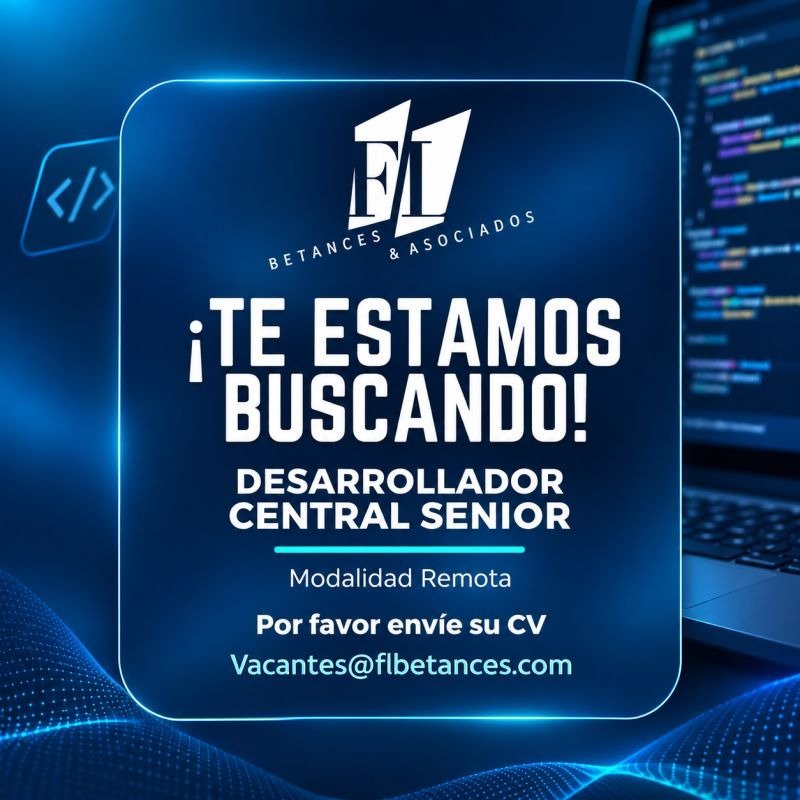 </>
FL
BETANCES & ASOCIADOS
¡TE ESTAMOS
BUSCANDO!
DESARROLLADOR
CENTRAL SENIOR
Modalidad Remota
Por favor envíe su CV
Vacantes@flbetances.com